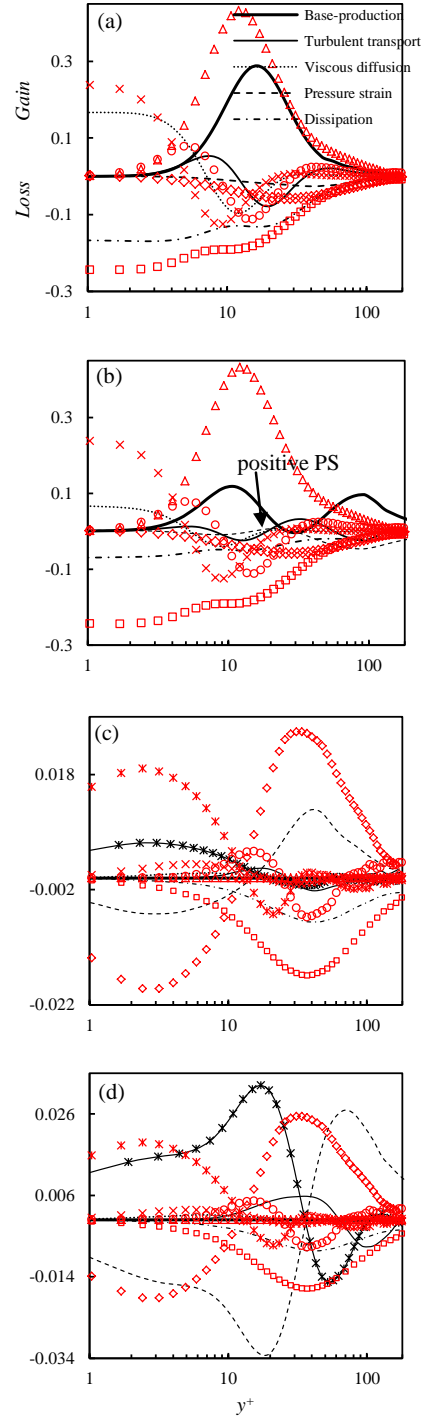 (a)
Base-production
Turbulent transport
Viscous diffusion
Pressure strain
Dissipation
Gain
Loss
0.3
0.1
-0.1
-0.3
1
10
100
(b)
positive PS
0.3
0.1
-0.1
-0.3
1
10
100
(c)
0.018
-0.002
-0.022
1
10
100
(d)
0.026
0.006
-0.014
-0.034
1
10
100
y+